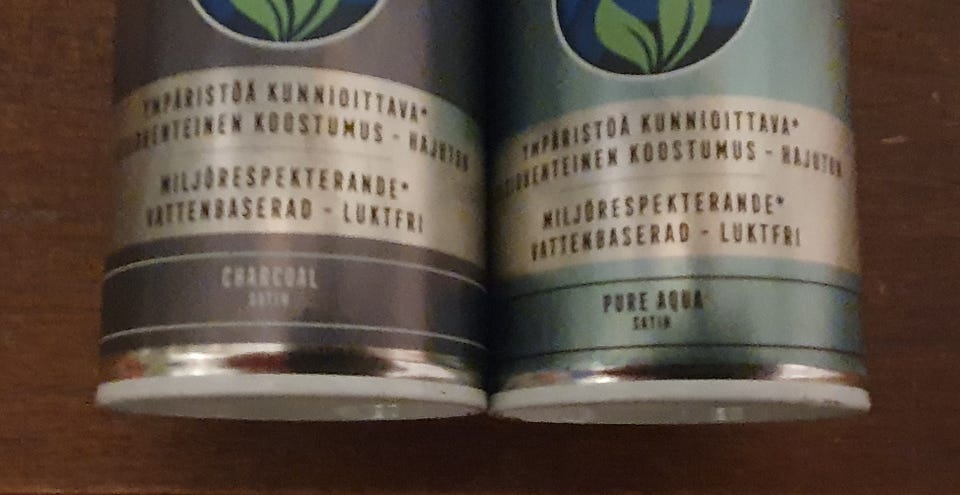 YMPÄRISTÖÄ KUNNIOITTAVA*
KOOSTUMUS - HAJUTON
MILJÖRESPEKTERANDE*
VATTENBASERAD - LUKTFRI
CHARCOAL
SATIN
YMPÄRISTÖÄ KUNNIOITTAVA*
KOOSTUMUS - HAJUTON
MILJÖRESPEKTERANDE*
VATTENBASERAD - LUKTFRI
PURE AQUA
SATIN